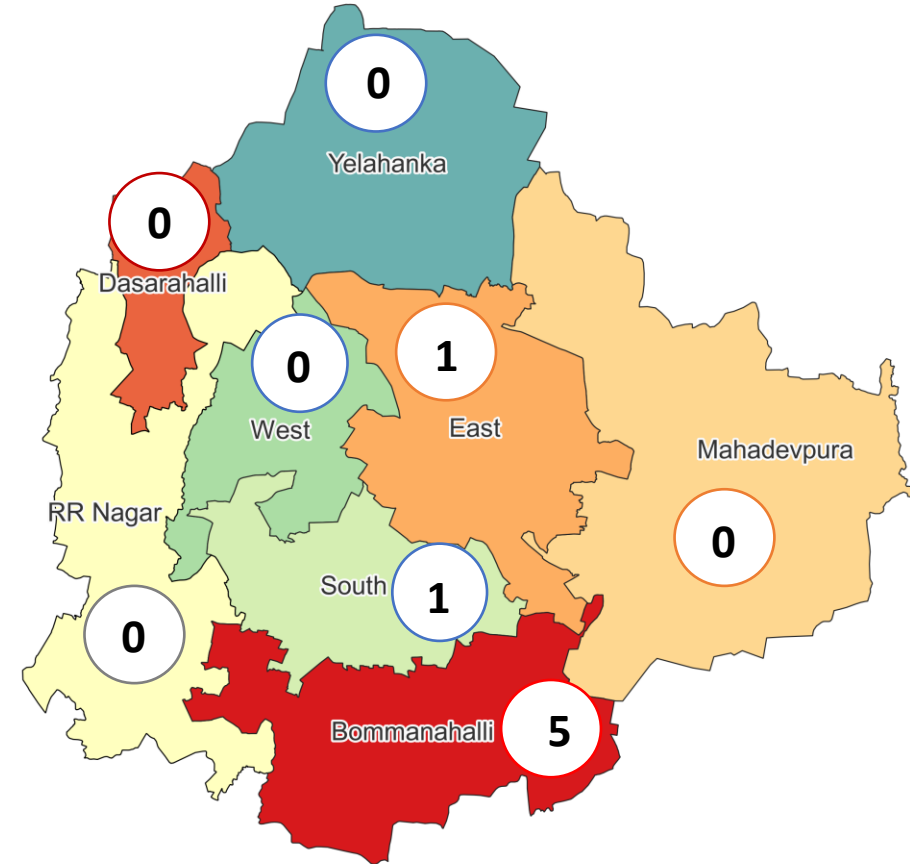 0
Yelahanka
0
Dasarahalli
0
West
1
East
Mahadevpura
0
RR Nagar
0
South
1
Bommanahalli
5